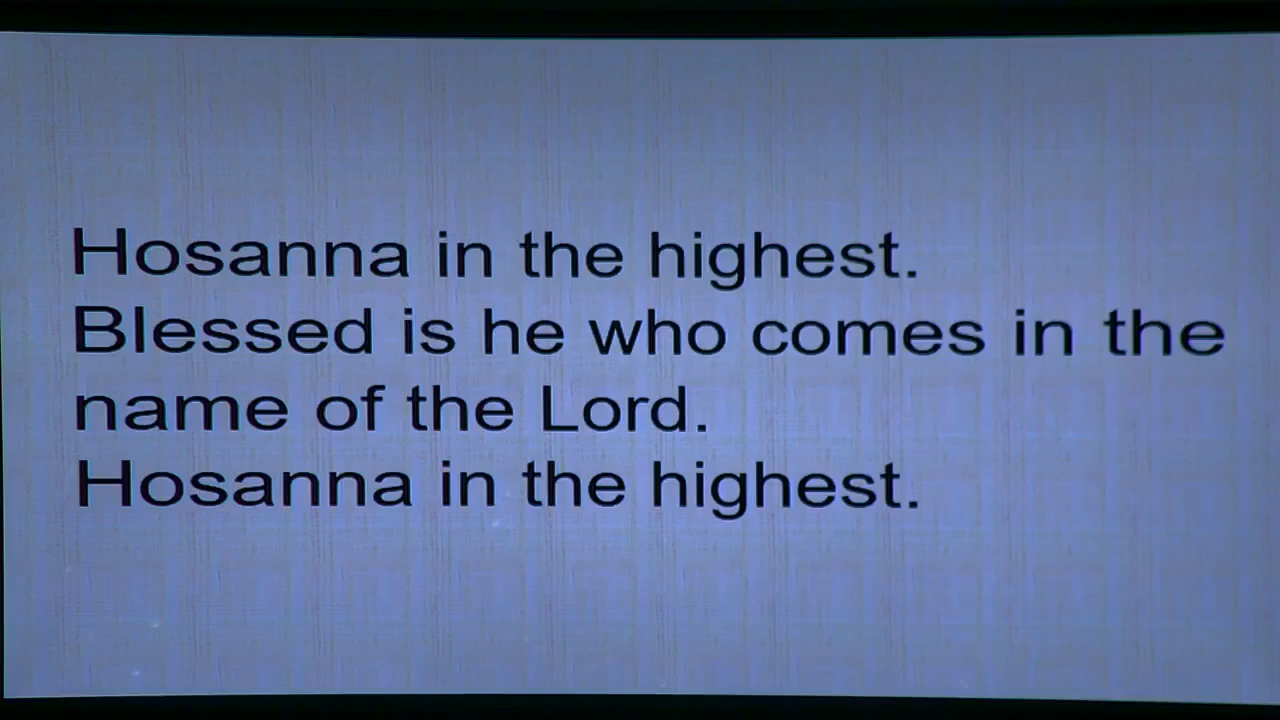 Hosanna in the highest.
Blessed is he who comes in the
name of the Lord.
Hosanna in the highest.